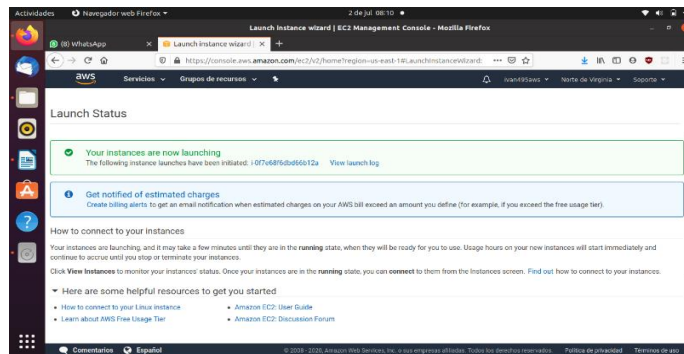 Actividades Navegador web Firefox 2 de jul 08:10
Launch instance wizard | EC2 Management Console - Mozilla Firefox
(8) WhatsApp Launch instance wizard |
https://console.aws.amazon.com/ec2/v2/home?region=us-east-1#LaunchInstanceWizard:
aws Servicios Grupos de recursos Ivan495aws Norte de Virginia Soporte
Launch Status
Your instances are now launching
The following instance launches have been initiated: i-0f7e68f6dbd66b12a View launch log
Get notified of estimated charges
Create billing alerts to get an email notification when estimated charges on your AWS bill exceed an amount you define (for example, if you exceed the free usage tier).
How to connect to your instances
Your instances are launching, and it may take a few minutes until they are in the running state, when they will be ready for you to use. Usage hours on your new instances will start immediately and
continue to accrue until you stop or terminate your instances.
Click View Instances to monitor your instances' status. Once your instances are in the running state, you can connect to them from the Instances screen. Find out how to connect to your instances.
Here are some helpful resources to get you started
• How to connect to your Linux instance • Amazon EC2: User Guide
• Learn about AWS Free Usage Tier • Amazon EC2: Discussion Forum
Comentarios Español © 2008 - 2020, Amazon Web Services, Inc. o sus empresas afiliadas. Todos los derechos reservados. Política de privacidad Términos de uso